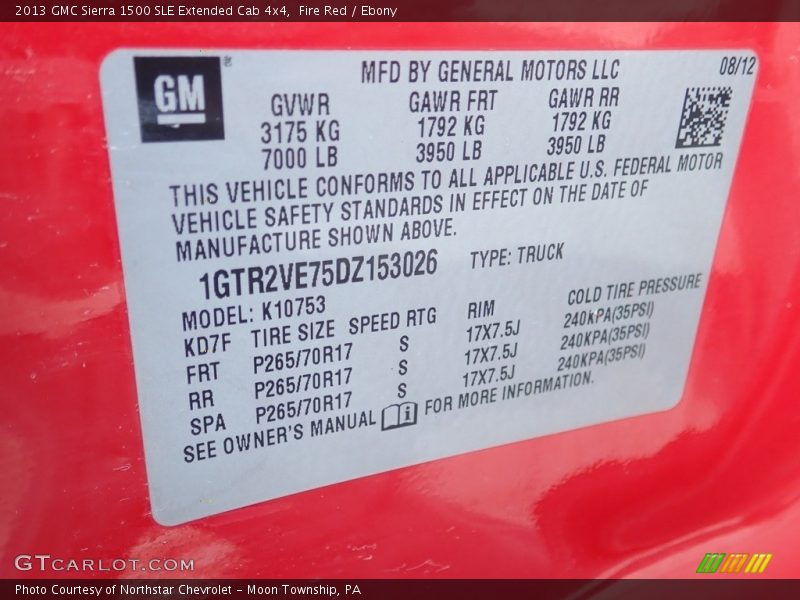 2013 GMC Sierra 1500 SLE Extended Cab 4x4,  Fire Red / Ebony
GM®
MFD BY GENERAL MOTORS LLC 08/12
GVWR GAWR FRT GAWR RR
3175 KG 1792 KG 1792 KG
7000 LB 3950 LB 3950 LB
THIS VEHICLE CONFORMS TO ALL APPLICABLE U.S. FEDERAL MOTOR
VEHICLE SAFETY STANDARDS IN EFFECT ON THE DATE OF
MANUFACTURE SHOWN ABOVE.
1GTR2VE75DZ153026 TYPE: TRUCK
MODEL: K10753
KD7F TIRE SIZE SPEED RTG RIM COLD TIRE PRESSURE
FRT P265/70R17 S 17X7.5J 240KPA(35PSI)
RR P265/70R17 S 17X7.5J 240KPA(35PSI)
SPA P265/70R17 S 17X7.5J 240KPA(35PSI)
SEE OWNER'S MANUAL i FOR MORE INFORMATION.
GTCARLOT.COM
Photo Courtesy of Northstar Chevrolet - Moon Township, PA